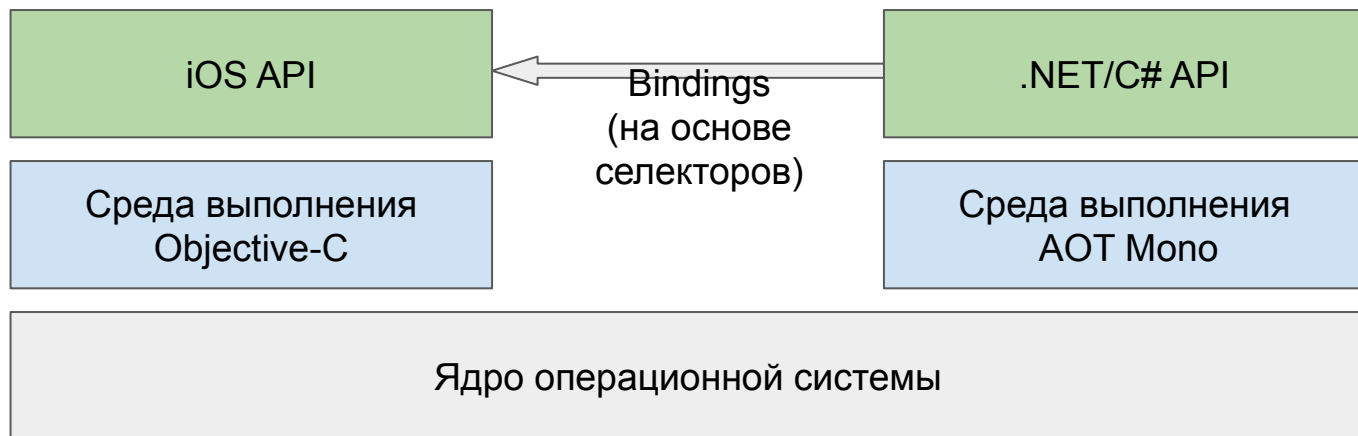 iOS API
Bindings
(на основе
селекторов)
.NET/C# API
Среда выполнения
Objective-C
Среда выполнения
AOT Mono
Ядро операционной системы